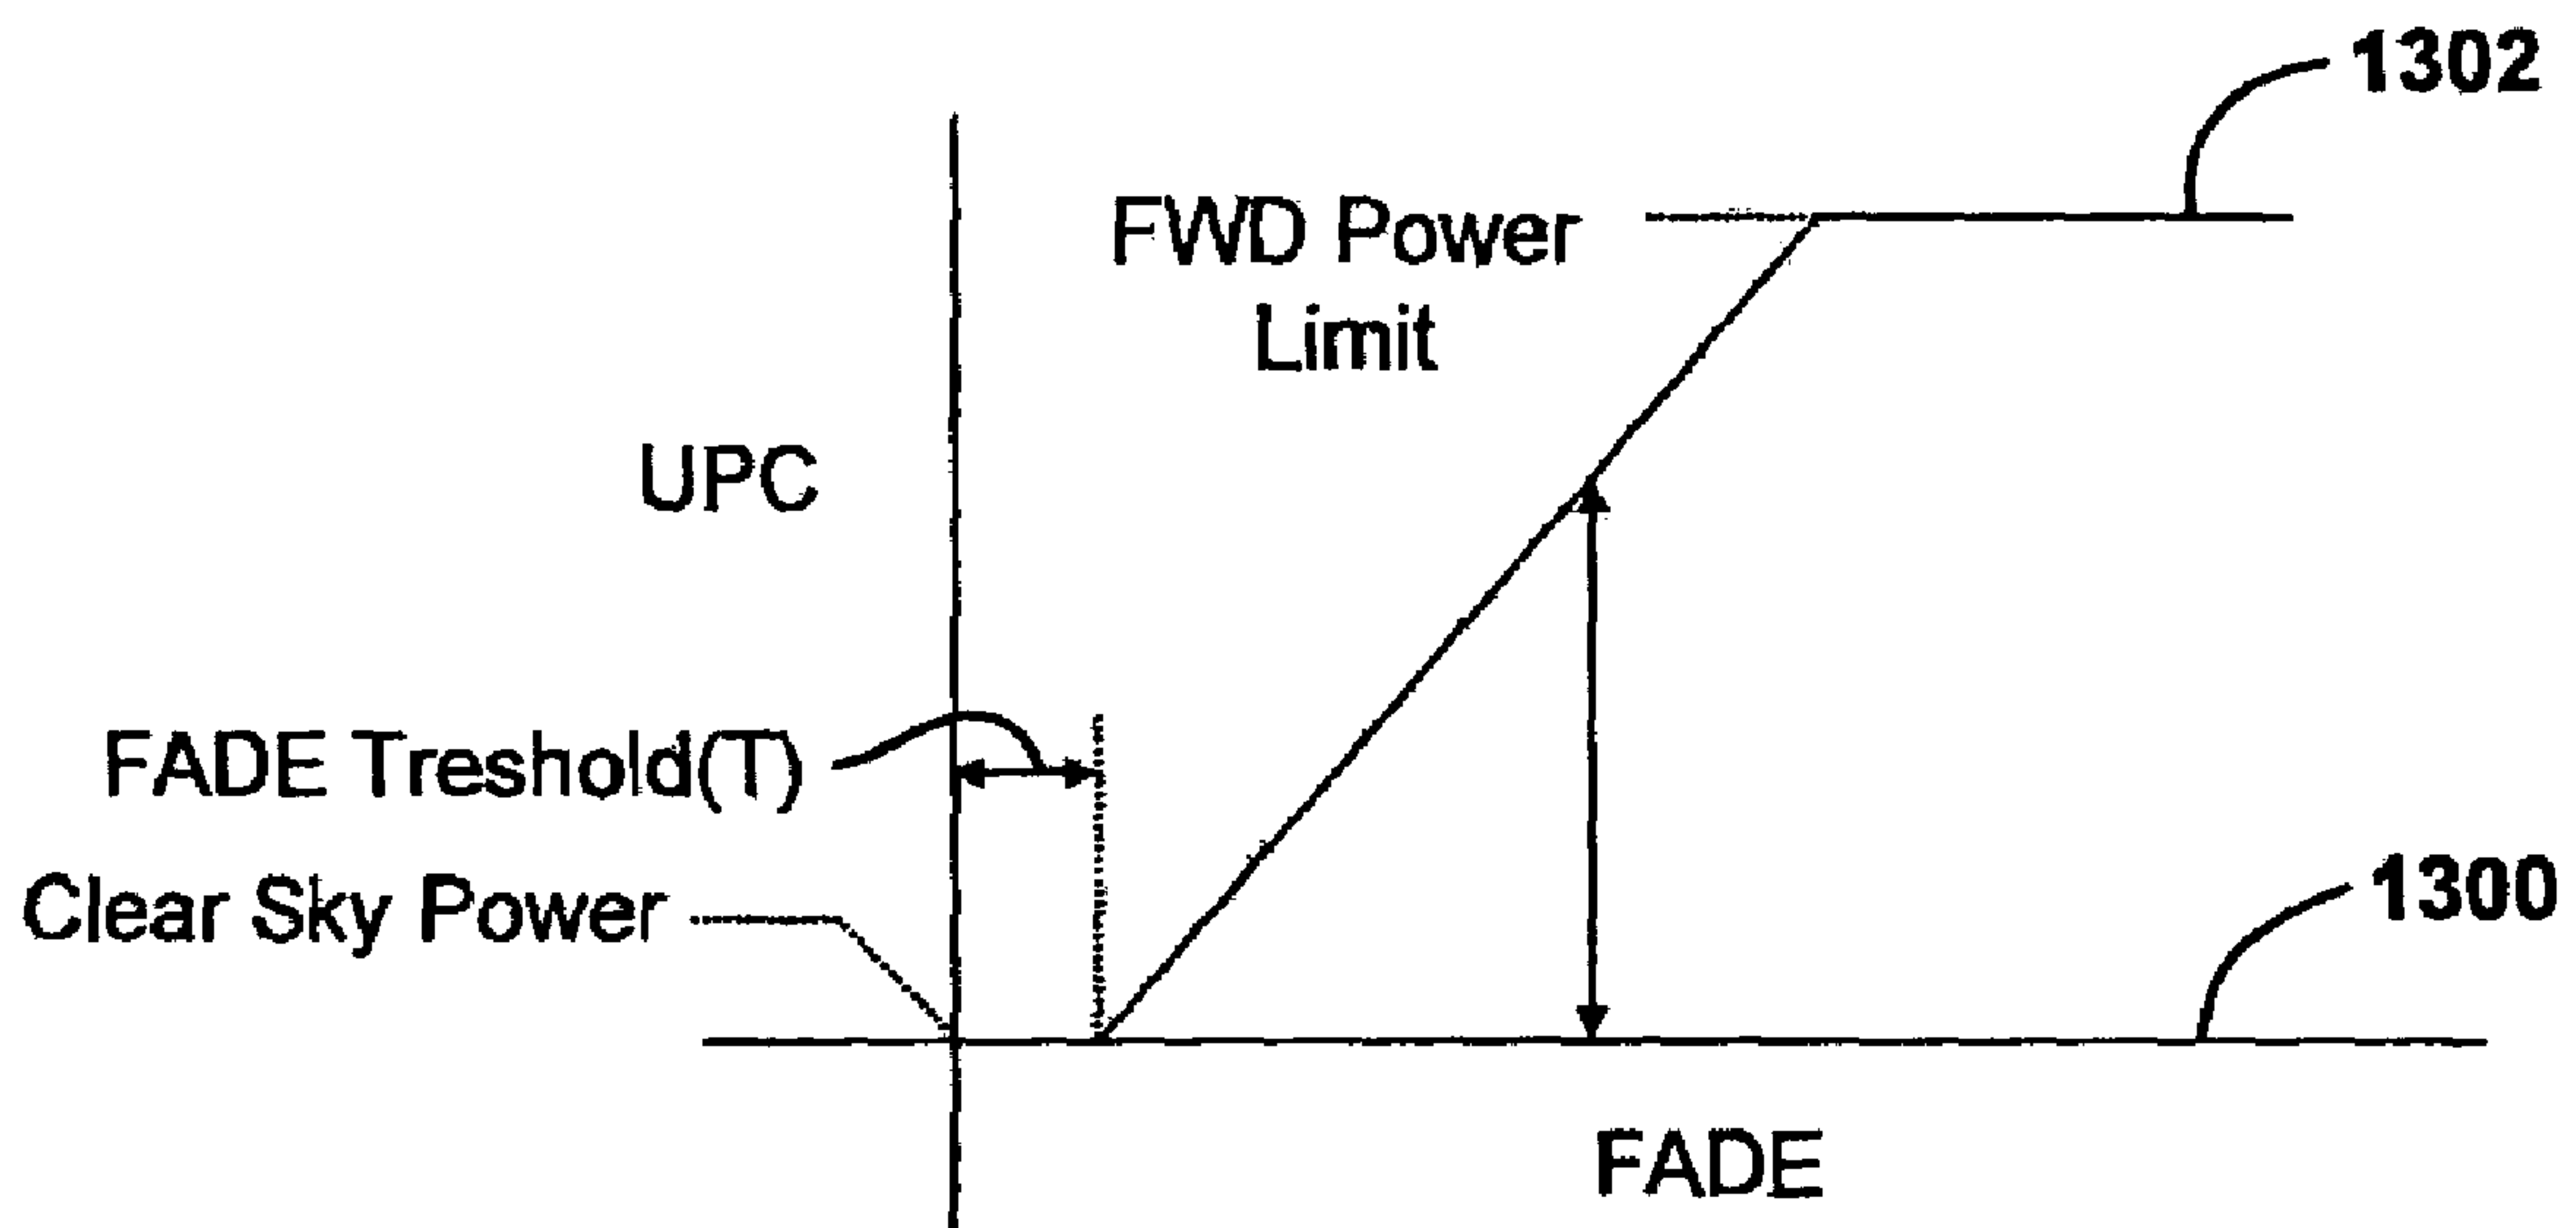 1302
FWD Power
Limit
UPC
FADE Treshold(T)
Clear Sky Power
1300
FADE